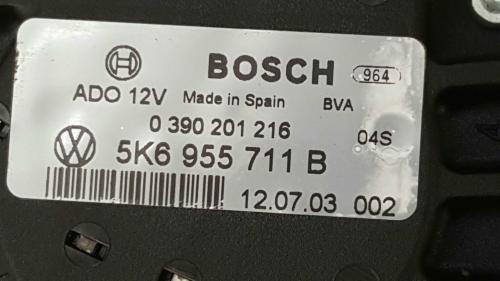 BOSCH 964
ADO 12V Made in Spain BVA
0 390 201 216 04S
5K6 955 711 B
12.07.03 002